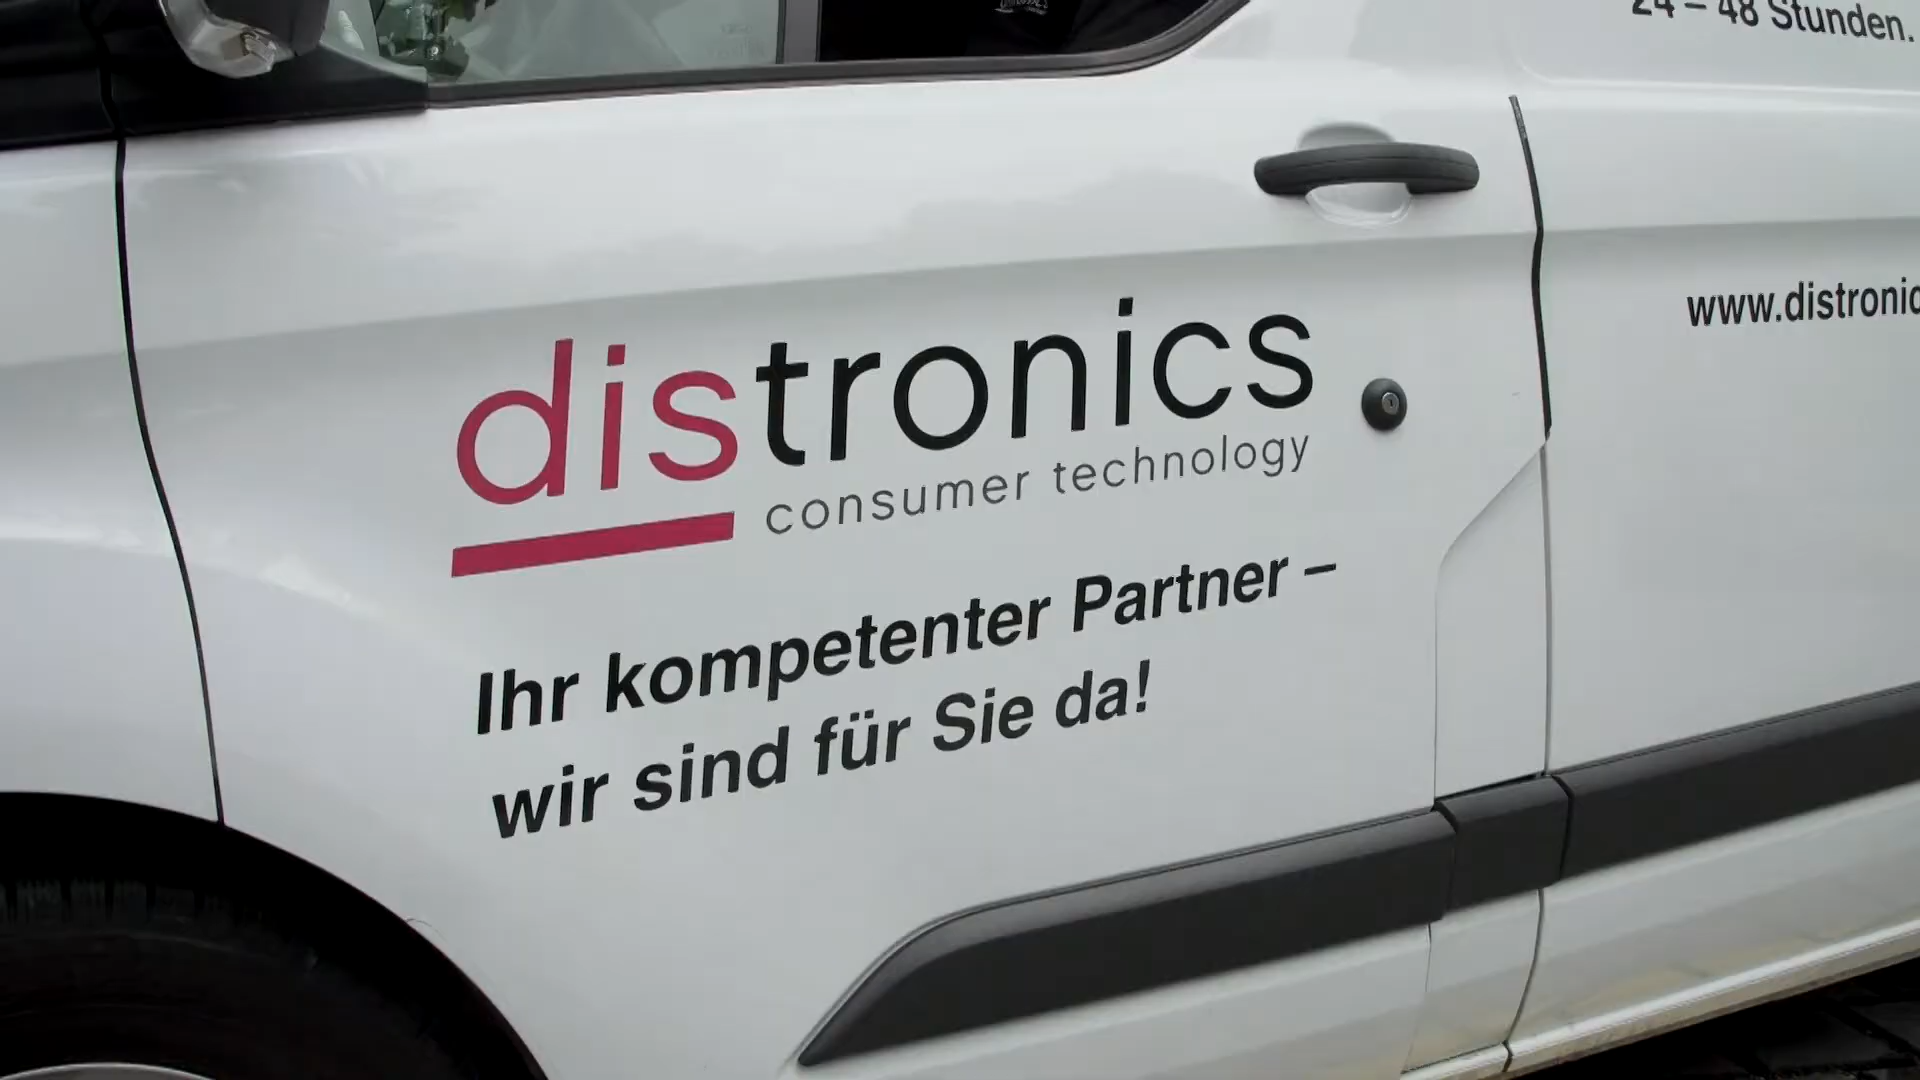 24 – 48 Stunden.
www.distronic
distronics
consumer technology
Ihr kompetenter Partner –
wir sind für Sie da!